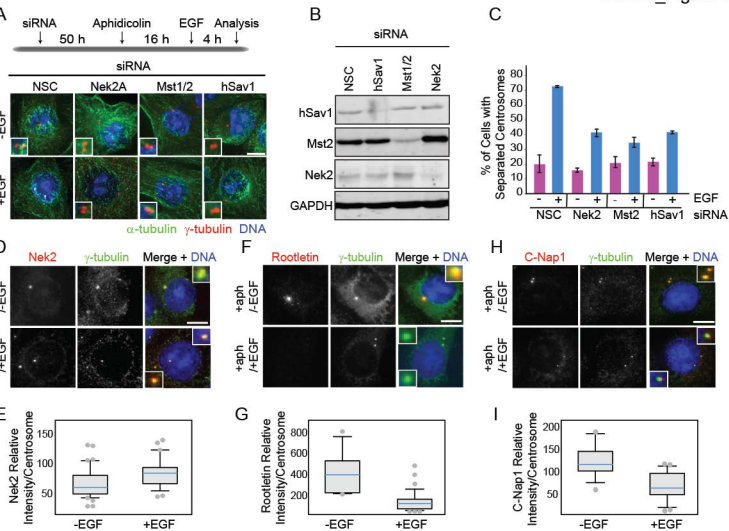 A
siRNA Aphidicolin EGF Analysis
50 h 16 h 4 h
siRNA
NSC Nek2A Mst1/2 hSav1
-EGF
+EGF
α-tubulin γ-tubulin DNA
B
siRNA
NSC hSav1 Mst1/2 Nek2
hSav1
Mst2
Nek2
GAPDH
C
% of Cells with
Separated Centrosomes
80
70
60
50
40
30
20
10
0
- + - + - + - + EGF
NSC Nek2 Mst2 hSav1 siRNA
D
Nek2 γ-tubulin Merge + DNA
+aph
/-EGF
+aph
/+EGF
F
Rootletin γ-tubulin Merge + DNA
+aph
/-EGF
+aph
/+EGF
H
C-Nap1 γ-tubulin Merge + DNA
+aph
/-EGF
+aph
/+EGF
E
Nek2 Relative
Intensity/Centrosome
150
100
50
-EGF +EGF
G
Rootletin Relative
Intensity/Centrosome
800
600
400
200
-EGF +EGF
I
C-Nap1 Relative
Intensity/Centrosome
200
150
100
50
-EGF +EGF